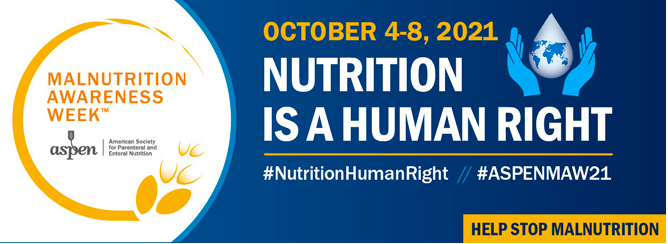 MALNUTRITION
AWARENESS
WEEK™
aspen
American Society
for Parenteral and
Enteral Nutrition
OCTOBER 4-8, 2021
NUTRITION
IS A HUMAN RIGHT
#NutritionHumanRight // #ASPENMAW21
HELP STOP MALNUTRITION